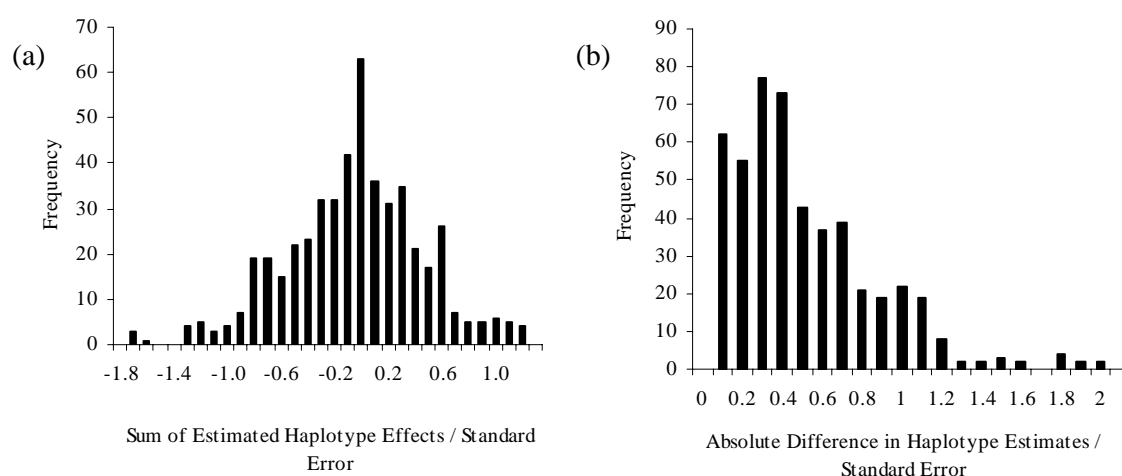 (a)
Frequency
70
60
50
40
30
20
10
0
-1.8 -1.4 -1.0 -0.6 -0.2 0.2 0.6 1.0
Sum of Estimated Haplotype Effects / Standard
Error
(b)
Frequency
90
80
70
60
50
40
30
20
10
0
0 0.2 0.4 0.6 0.8 1 1.2 1.4 1.6 1.8 2
Absolute Difference in Haplotype Estimates /
Standard Error